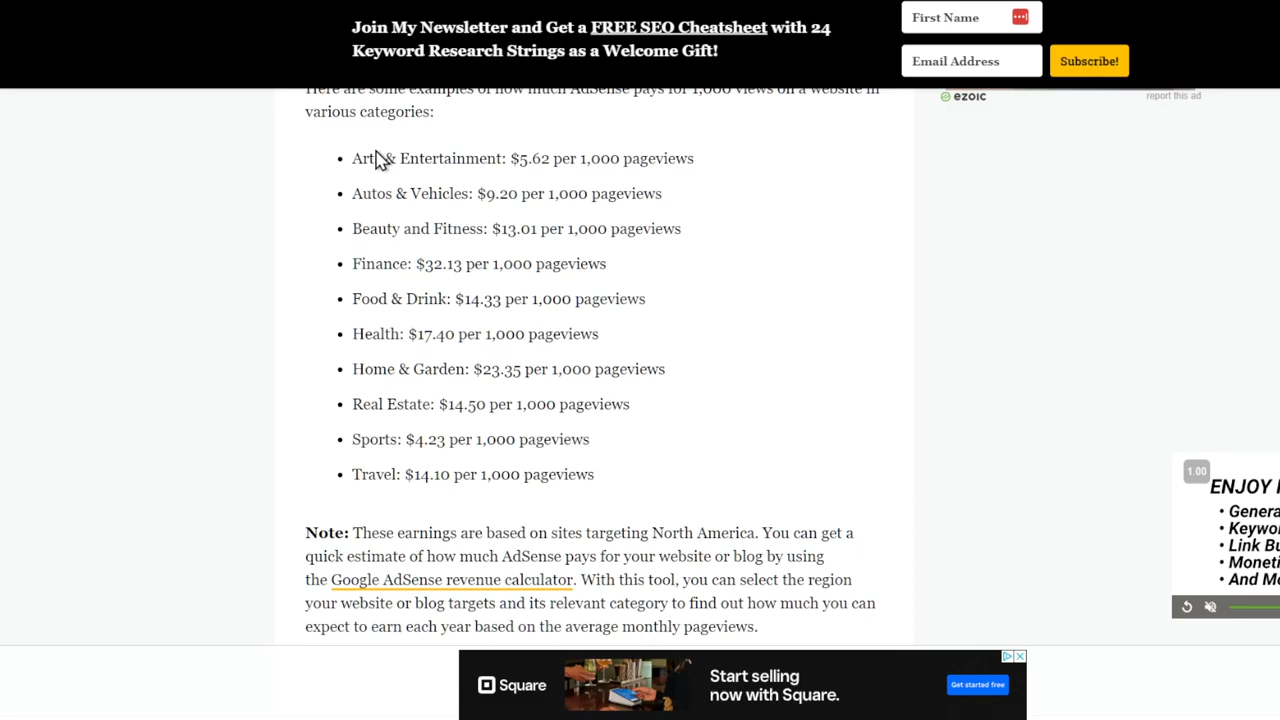 Join My Newsletter and Get a FREE SEO Cheatsheet with 24
Keyword Research Strings as a Welcome Gift!
First Name
Email Address
Subscribe!
Here are some examples of how much AdSense pays for 1,000 views on a website in
various categories:
ezoic
report this ad
• Arts & Entertainment: $5.62 per 1,000 pageviews
• Autos & Vehicles: $9.20 per 1,000 pageviews
• Beauty and Fitness: $13.01 per 1,000 pageviews
• Finance: $32.13 per 1,000 pageviews
• Food & Drink: $14.33 per 1,000 pageviews
• Health: $17.40 per 1,000 pageviews
• Home & Garden: $23.35 per 1,000 pageviews
• Real Estate: $14.50 per 1,000 pageviews
• Sports: $4.23 per 1,000 pageviews
• Travel: $14.10 per 1,000 pageviews
Note: These earnings are based on sites targeting North America. You can get a
quick estimate of how much AdSense pays for your website or blog by using
the Google AdSense revenue calculator. With this tool, you can select the region
your website or blog targets and its relevant category to find out how much you can
expect to earn each year based on the average monthly pageviews.
1.00
ENJOY
• Genera
• Keywo
• Link Bu
• Moneti
• And Mo
Square
Start selling
now with Square.
Get started free